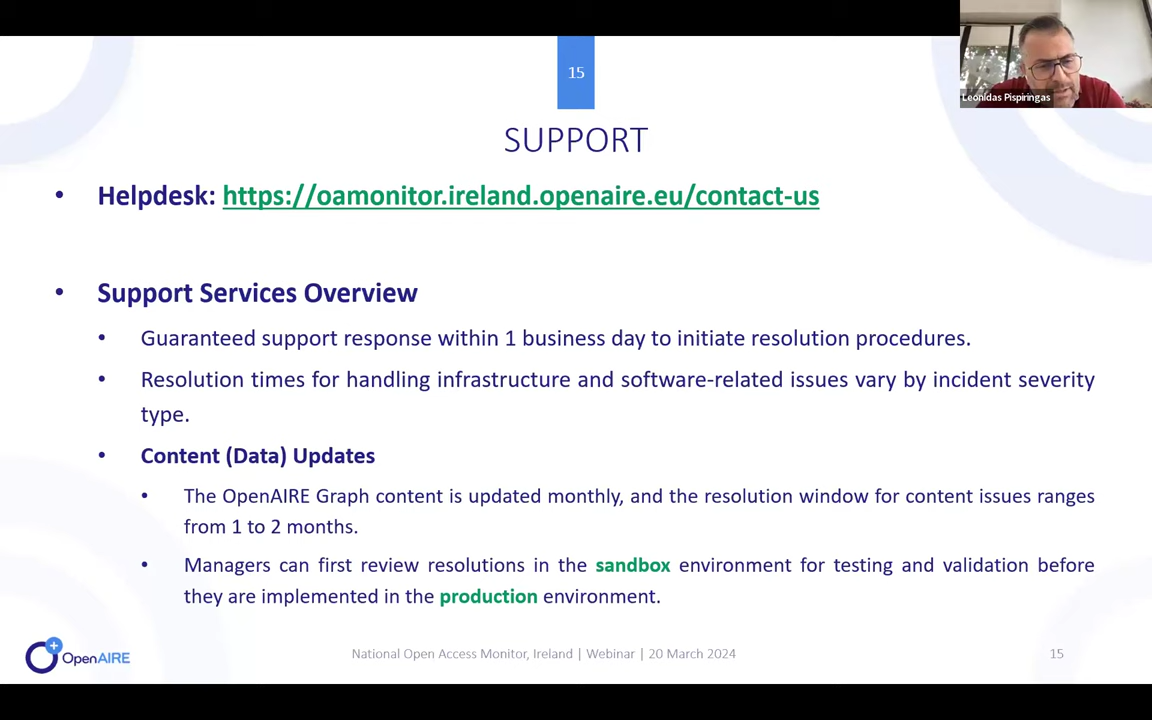 15
Leonidas Pispiringas
SUPPORT
• Helpdesk: https://oamonitor.ireland.openaire.eu/contact-us
• Support Services Overview
• Guaranteed support response within 1 business day to initiate resolution procedures.
• Resolution times for handling infrastructure and software-related issues vary by incident severity
type.
• Content (Data) Updates
• The OpenAIRE Graph content is updated monthly, and the resolution window for content issues ranges
from 1 to 2 months.
• Managers can first review resolutions in the sandbox environment for testing and validation before
they are implemented in the production environment.
OpenAIRE
National Open Access Monitor, Ireland | Webinar | 20 March 2024
15